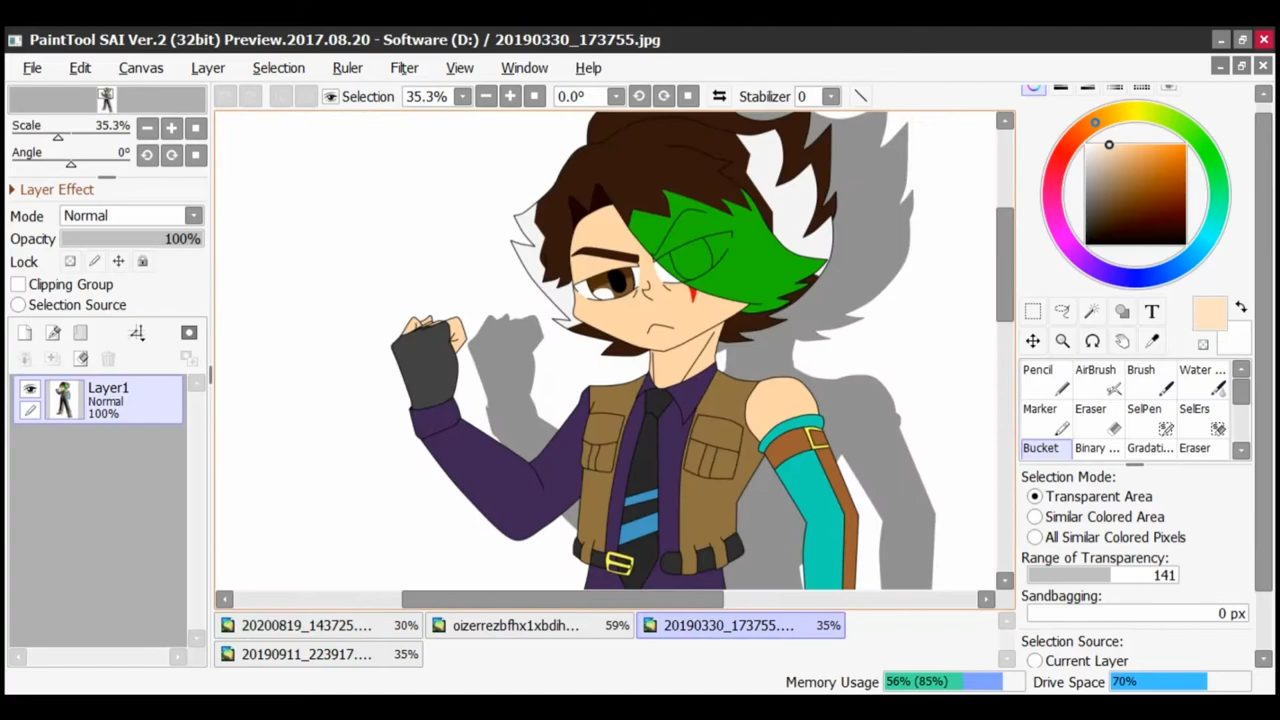 PaintTool SAI Ver.2 (32bit) Preview.2017.08.20 - Software (D:) / 20190330_173755.jpg
File Edit Canvas Layer Selection Ruler Filter View Window Help
Selection 35.3% 0.0° Stabilizer 0
Scale 35.3%
Angle 0°
Layer Effect
Mode Normal
Opacity 100%
Lock
Clipping Group
Selection Source
Layer1
Normal
100%
T
Pencil AirBrush Brush Water ...
Marker Eraser SelPen SelErs
Bucket Binary ... Gradati... Eraser
Selection Mode:
Transparent Area
Similar Colored Area
All Similar Colored Pixels
Range of Transparency:
141
Sandbagging:
0 px
Selection Source:
Current Layer
20200819_143725.... 30% oizerrezbfhx1xbdih... 59% 20190330_173755.... 35%
20190911_223917.... 35%
Memory Usage 56% (85%) Drive Space 70%